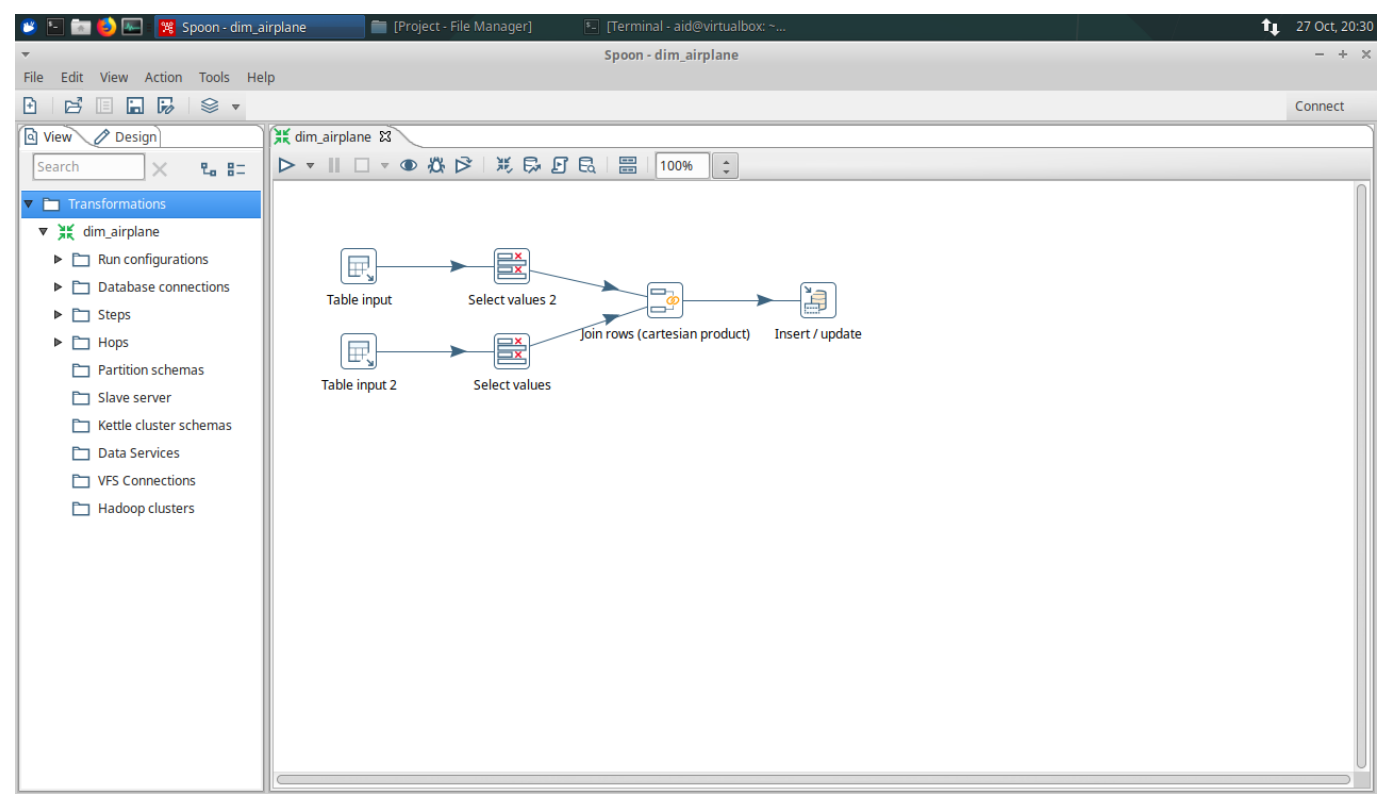 Spoon - dim_airplane
[Project - File Manager]
[Terminal - aid@virtualbox: ~...
27 Oct, 20:30
Spoon - dim_airplane
File Edit View Action Tools Help
Connect
View Design
dim_airplane
Search
100%
Transformations
dim_airplane
Run configurations
Database connections
Steps
Hops
Partition schemas
Slave server
Kettle cluster schemas
Data Services
VFS Connections
Hadoop clusters
Table input
Select values 2
Join rows (cartesian product)
Insert / update
Table input 2
Select values